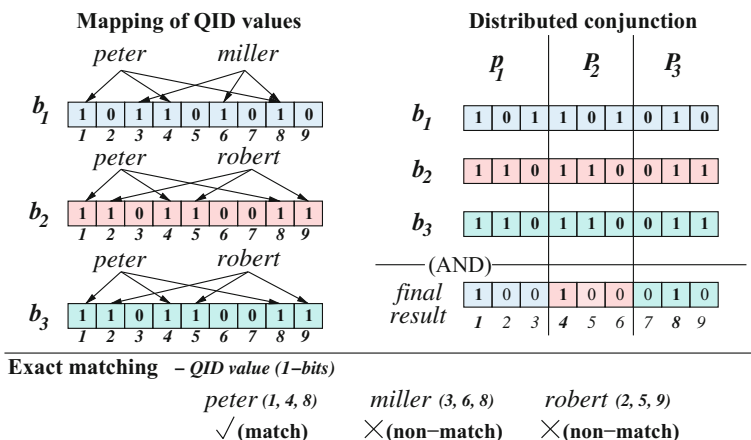 Mapping of QID values
peter miller
b1 1 0 1 1 0 1 0 1 0
1 2 3 4 5 6 7 8 9
peter robert
b2 1 1 0 1 1 0 0 1 1
1 2 3 4 5 6 7 8 9
peter robert
b3 1 1 0 1 1 0 0 1 1
1 2 3 4 5 6 7 8 9
Distributed conjunction
P1 P2 P3
b1 1 0 1 1 0 1 0 1 0
b2 1 1 0 1 1 0 0 1 1
b3 1 1 0 1 1 0 0 1 1
(AND)
final result 1 0 0 1 0 0 0 1 0
1 2 3 4 5 6 7 8 9
Exact matching – QID value (1–bits)
peter (1, 4, 8) miller (3, 6, 8) robert (2, 5, 9)
✓(match) ×(non–match) ×(non–match)